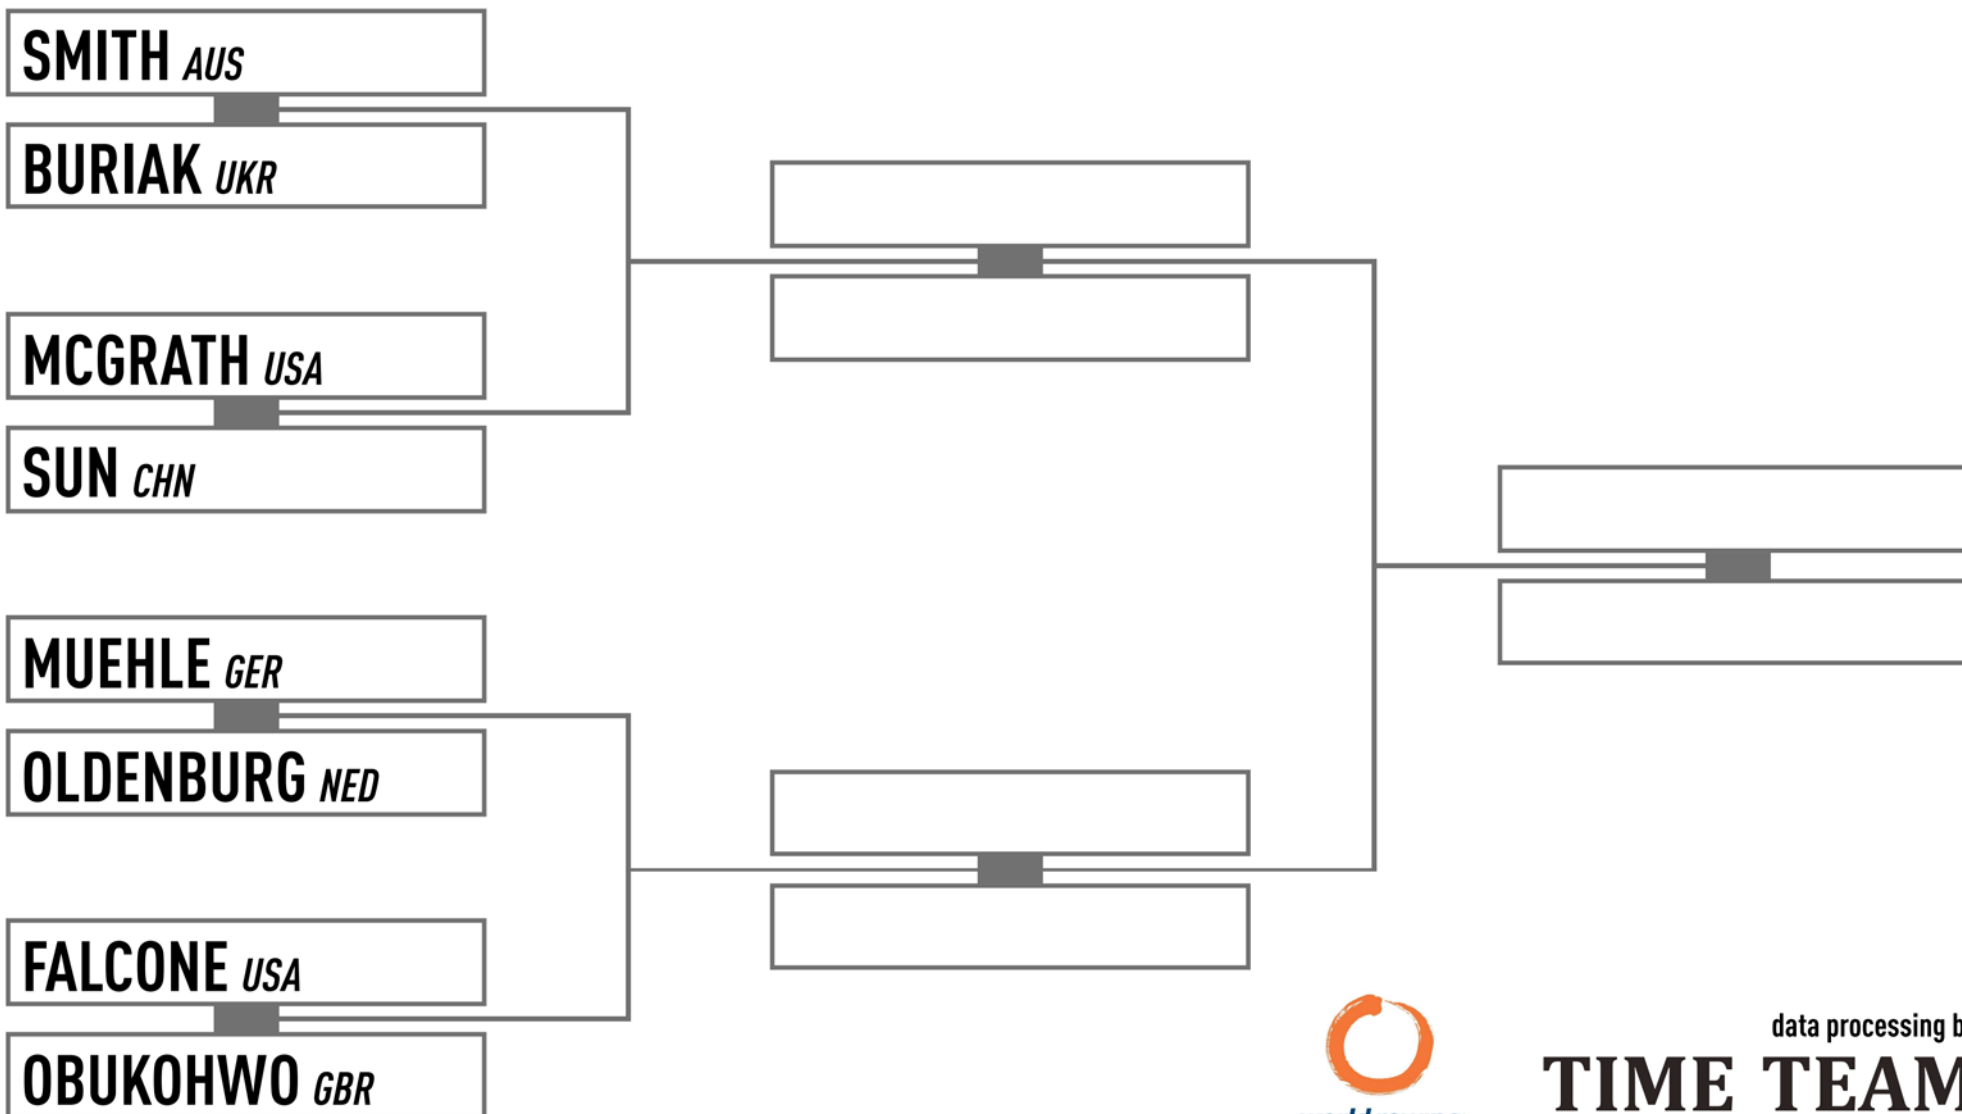 SMITH AUS
BURIAK UKR
MCGRATH USA
SUN CHN
MUEHLE GER
OLDENBURG NED
FALCONE USA
OBUKOHWO GBR
data processing b
TIME TEAM